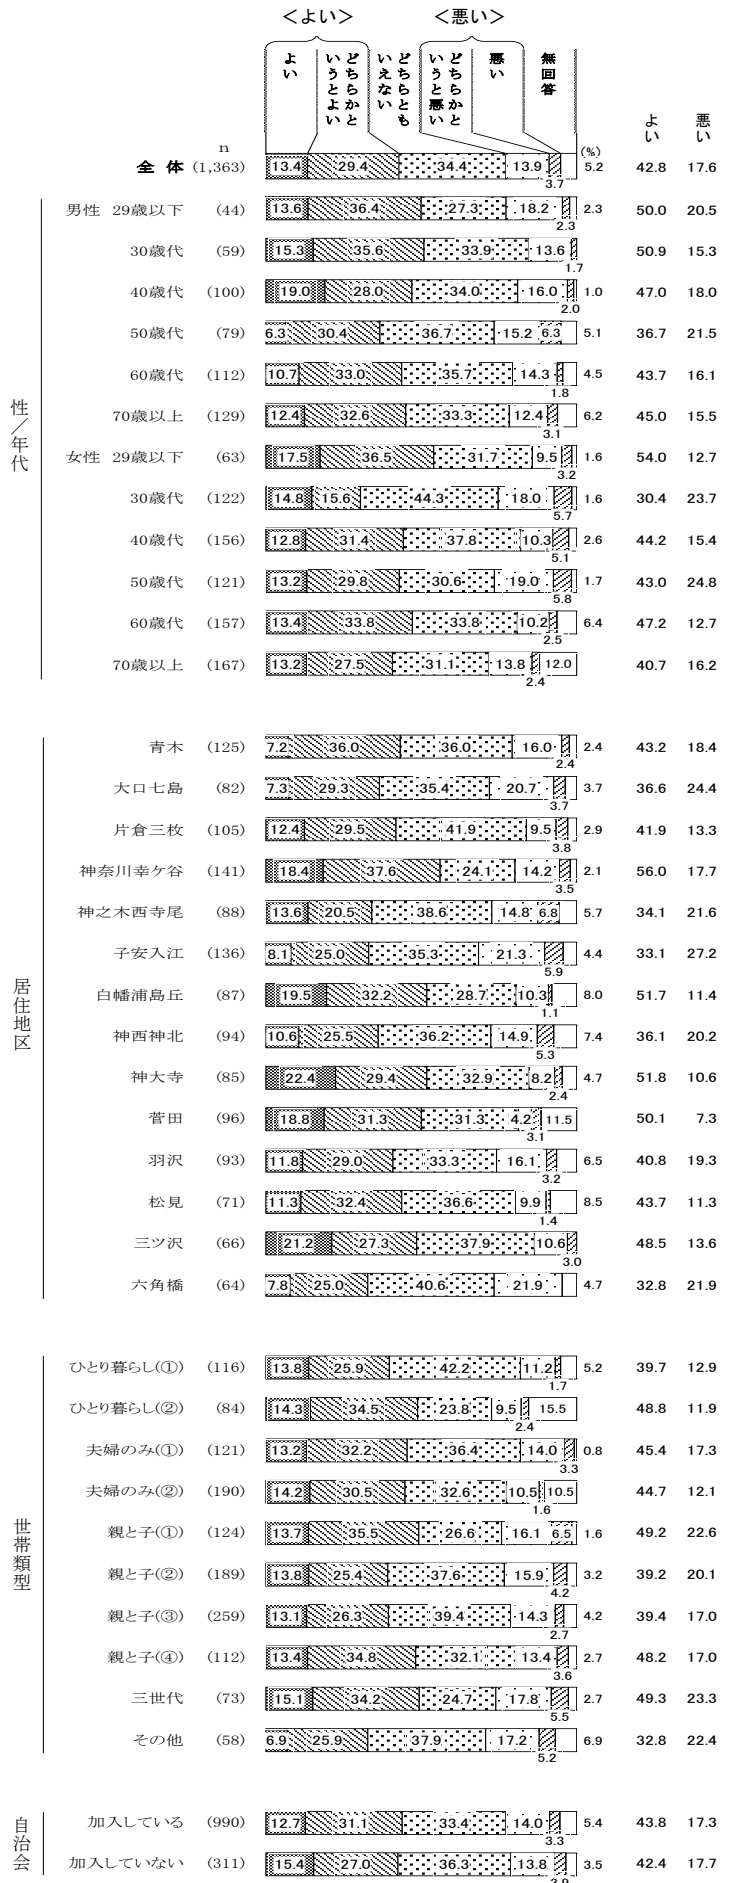 ＜よい＞ ＜悪い＞
よい
どちらかというとよい
どちらともいえない
どちらかというと悪い
悪い
無回答
よい 悪い
n (%)
全 体 (1,363) 13.4 29.4 34.4 13.9 3.7 5.2 42.8 17.6
性／年代
男性 29歳以下 (44) 13.6 36.4 27.3 18.2 2.3 2.3 50.0 20.5
30歳代 (59) 15.3 35.6 33.9 13.6 1.7 50.9 15.3
40歳代 (100) 19.0 28.0 34.0 16.0 2.0 1.0 47.0 18.0
50歳代 (79) 6.3 30.4 36.7 15.2 6.3 5.1 36.7 21.5
60歳代 (112) 10.7 33.0 35.7 14.3 1.8 4.5 43.7 16.1
70歳以上 (129) 12.4 32.6 33.3 12.4 3.1 6.2 45.0 15.5
女性 29歳以下 (63) 17.5 36.5 31.7 9.5 3.2 1.6 54.0 12.7
30歳代 (122) 14.8 15.6 44.3 18.0 5.7 1.6 30.4 23.7
40歳代 (156) 12.8 31.4 37.8 10.3 5.1 2.6 44.2 15.4
50歳代 (121) 13.2 29.8 30.6 19.0 5.8 1.7 43.0 24.8
60歳代 (157) 13.4 33.8 33.8 10.2 2.5 6.4 47.2 12.7
70歳以上 (167) 13.2 27.5 31.1 13.8 2.4 12.0 40.7 16.2
居住地区
青木 (125) 7.2 36.0 36.0 16.0 2.4 2.4 43.2 18.4
大口七島 (82) 7.3 29.3 35.4 20.7 3.7 3.7 36.6 24.4
片倉三枚 (105) 12.4 29.5 41.9 9.5 3.8 2.9 41.9 13.3
神奈川幸ケ谷 (141) 18.4 37.6 24.1 14.2 3.5 2.1 56.0 17.7
神之木西寺尾 (88) 13.6 20.5 38.6 14.8 6.8 5.7 34.1 21.6
子安入江 (136) 8.1 25.0 35.3 21.3 5.9 4.4 33.1 27.2
白幡浦島丘 (87) 19.5 32.2 28.7 10.3 1.1 8.0 51.7 11.4
神西神北 (94) 10.6 25.5 36.2 14.9 5.3 7.4 36.1 20.2
神大寺 (85) 22.4 29.4 32.9 8.2 2.4 4.7 51.8 10.6
菅田 (96) 18.8 31.3 31.3 4.2 3.1 11.5 50.1 7.3
羽沢 (93) 11.8 29.0 33.3 16.1 3.2 6.5 40.8 19.3
松見 (71) 11.3 32.4 36.6 9.9 1.4 8.5 43.7 11.3
三ツ沢 (66) 21.2 27.3 37.9 10.6 3.0 48.5 13.6
六角橋 (64) 7.8 25.0 40.6 21.9 4.7 32.8 21.9
世帯類型
ひとり暮らし(①) (116) 13.8 25.9 42.2 11.2 1.7 5.2 39.7 12.9
ひとり暮らし(②) (84) 14.3 34.5 23.8 9.5 2.4 15.5 48.8 11.9
夫婦のみ(①) (121) 13.2 32.2 36.4 14.0 3.3 0.8 45.4 17.3
夫婦のみ(②) (190) 14.2 30.5 32.6 10.5 1.6 10.5 44.7 12.1
親と子(①) (124) 13.7 35.5 26.6 16.1 6.5 1.6 49.2 22.6
親と子(②) (189) 13.8 25.4 37.6 15.9 4.2 3.2 39.2 20.1
親と子(③) (259) 13.1 26.3 39.4 14.3 2.7 4.2 39.4 17.0
親と子(④) (112) 13.4 34.8 32.1 13.4 3.6 2.7 48.2 17.0
三世代 (73) 15.1 34.2 24.7 17.8 5.5 2.7 49.3 23.3
その他 (58) 6.9 25.9 37.9 17.2 5.2 6.9 32.8 22.4
自治会
加入している (990) 12.7 31.1 33.4 14.0 3.3 5.4 43.8 17.3
加入していない (311) 15.4 27.0 36.3 13.8 3.9 3.5 42.4 17.7